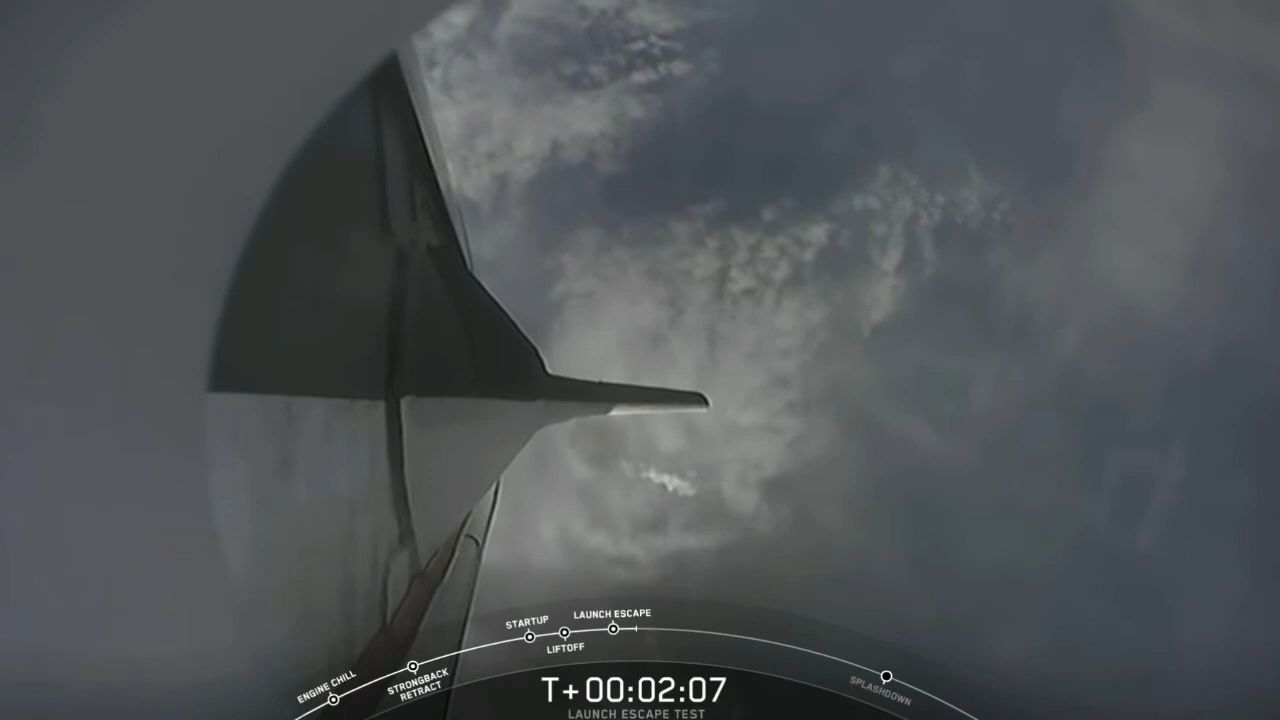 ENGINE CHILL
STRONGBACK
RETRACT
STARTUP
LIFTOFF
LAUNCH ESCAPE
SPLASHDOWN
T+00:02:07
LAUNCH ESCAPE TEST